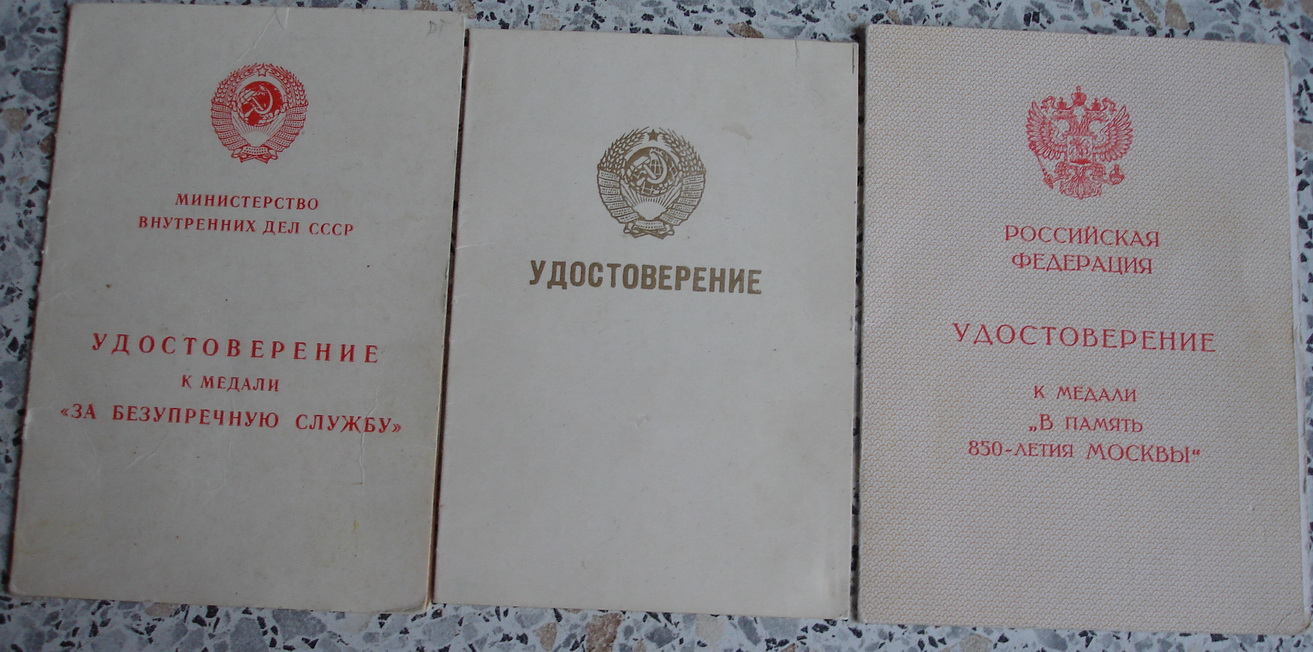 МИНИСТЕРСТВО
ВНУТРЕННИХ ДЕЛ СССР
УДОСТОВЕРЕНИЕ
К МЕДАЛИ
«ЗА БЕЗУПРЕЧНУЮ СЛУЖБУ»
УДОСТОВЕРЕНИЕ
РОССИЙСКАЯ
ФЕДЕРАЦИЯ
УДОСТОВЕРЕНИЕ
К МЕДАЛИ
„В ПАМЯТЬ
850-ЛЕТИЯ МОСКВЫ“